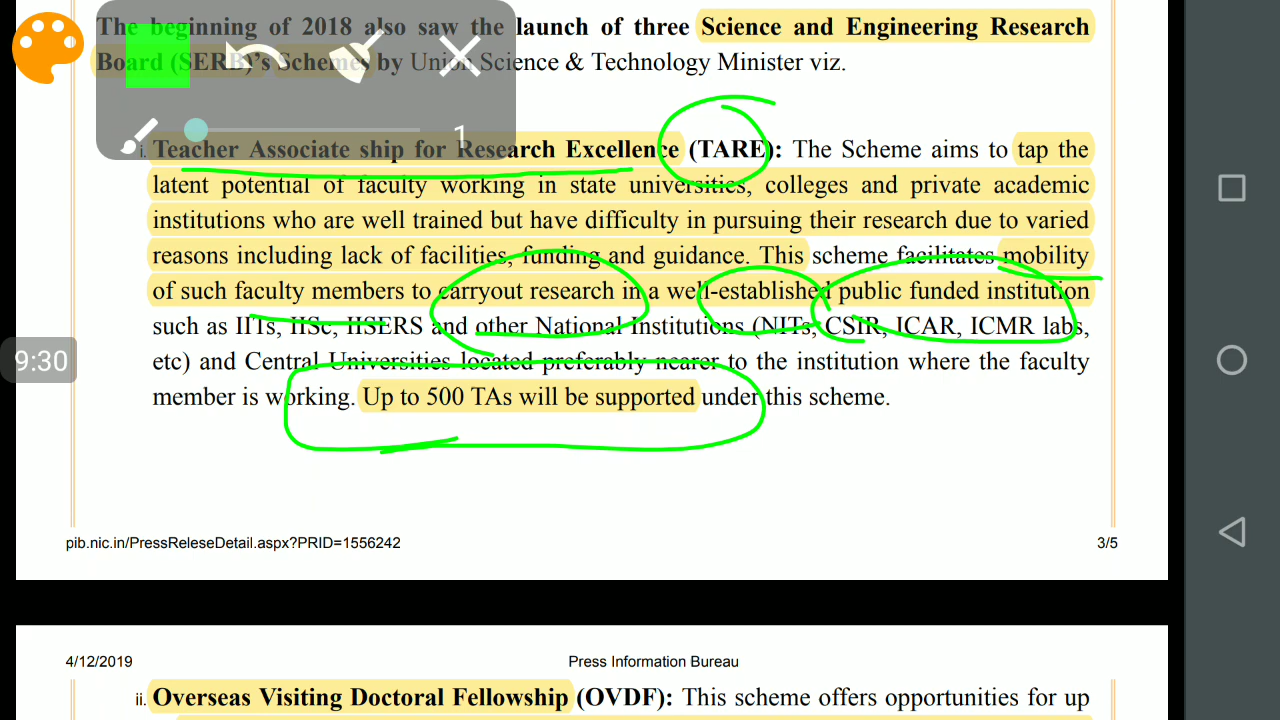 The beginning of 2018 also saw the launch of three Science and Engineering Research
Board (SERB)'s Schemes by Union Science & Technology Minister viz.
1
i. Teacher Associate ship for Research Excellence (TARE): The Scheme aims to tap the
latent potential of faculty working in state universities, colleges and private academic
institutions who are well trained but have difficulty in pursuing their research due to varied
reasons including lack of facilities, funding and guidance. This scheme facilitates mobility
of such faculty members to carryout research in a well-established public funded institution
such as IITs, IISc, IISERS and other National Institutions (NITs, CSIR, ICAR, ICMR labs,
9:30
etc) and Central Universities located preferably nearer to the institution where the faculty
member is working. Up to 500 TAs will be supported under this scheme.
pib.nic.in/PressReleseDetail.aspx?PRID=1556242 3/5
4/12/2019 Press Information Bureau
ii. Overseas Visiting Doctoral Fellowship (OVDF): This scheme offers opportunities for up